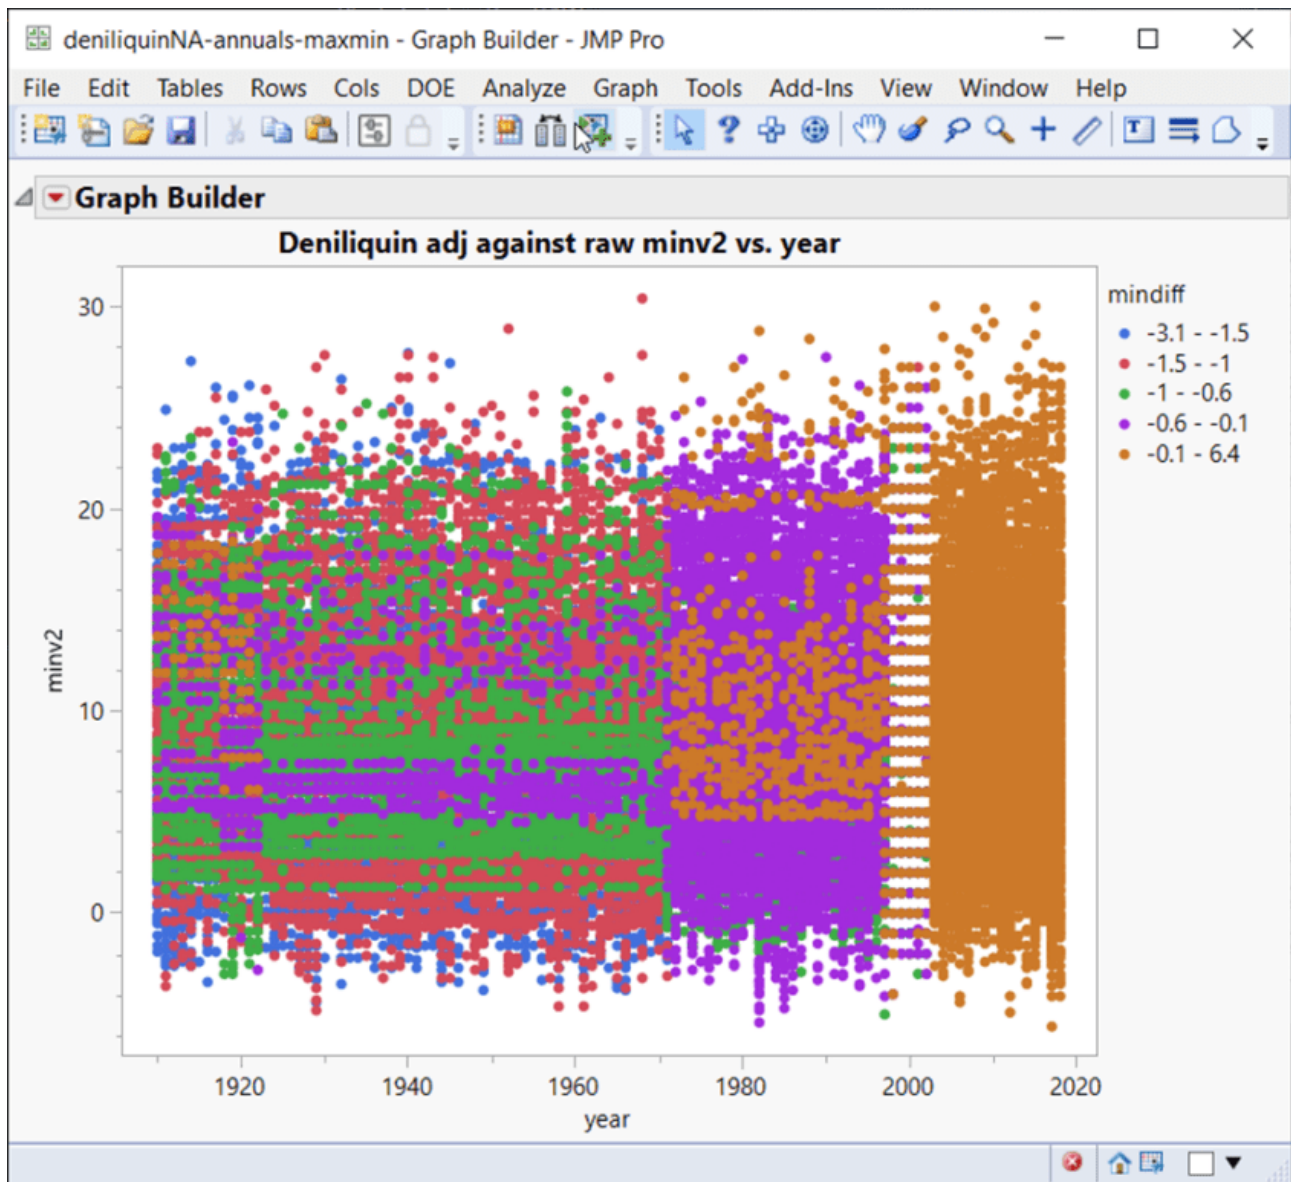 deniliquinNA-annuals-maxmin - Graph Builder - JMP Pro
File Edit Tables Rows Cols DOE Analyze Graph Tools Add-Ins View Window Help
Graph Builder
Deniliquin adj against raw minv2 vs. year
mindiff
-3.1 - -1.5
-1.5 - -1
-1 - -0.6
-0.6 - -0.1
-0.1 - 6.4
30
20
10
0
minv2
1920 1940 1960 1980 2000 2020
year